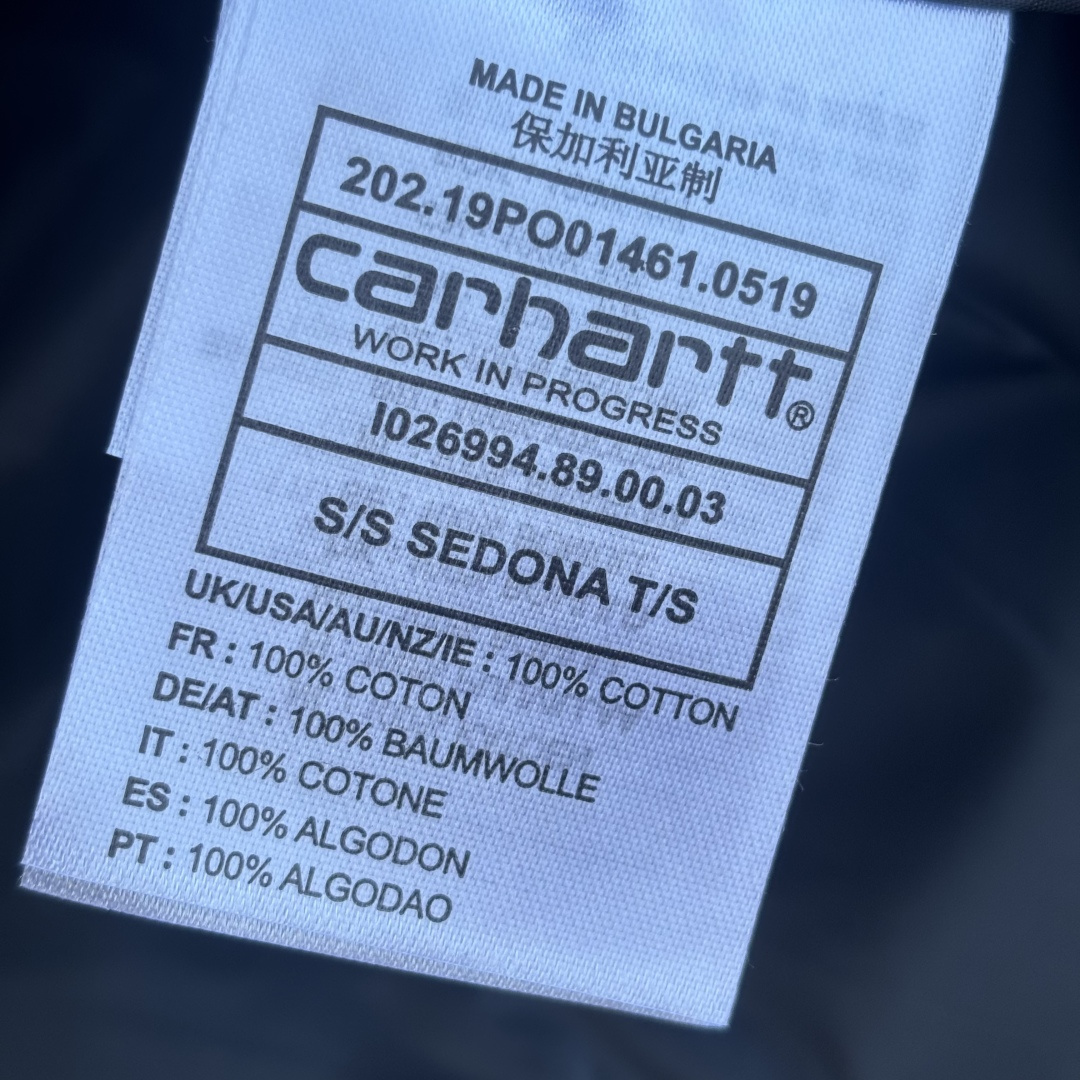 MADE IN BULGARIA
保加利亚制
202.19PO01461.0519
carhartt®
WORK IN PROGRESS
I026994.89.00.03
S/S SEDONA T/S
UK/USA/AU/NZ/IE : 100% COTTON
FR : 100% COTON
DE/AT : 100% BAUMWOLLE
IT : 100% COTONE
ES : 100% ALGODON
PT : 100% ALGODAO